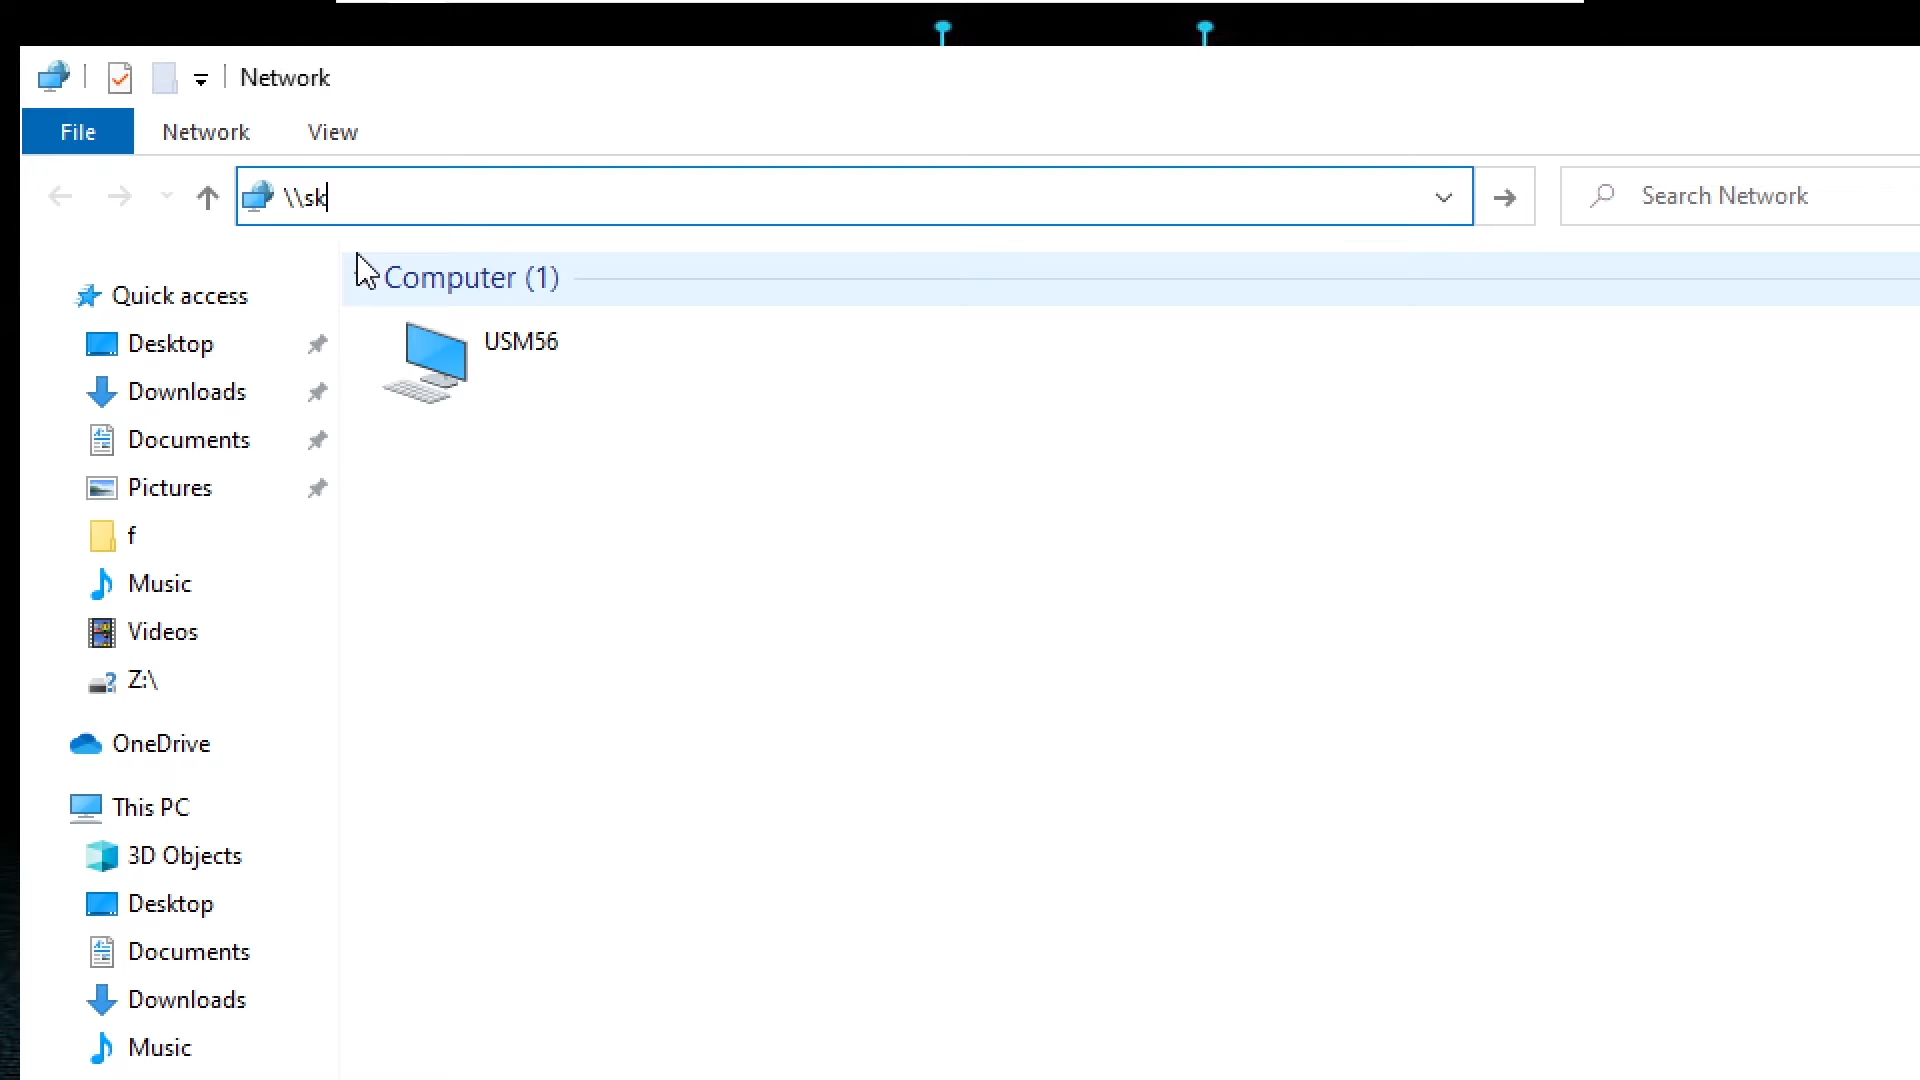 Network
File
Network
View
\\sk
Search Network
Computer (1)
USM56
Quick access
Desktop
Downloads
Documents
Pictures
f
Music
Videos
Z:\
OneDrive
This PC
3D Objects
Desktop
Documents
Downloads
Music